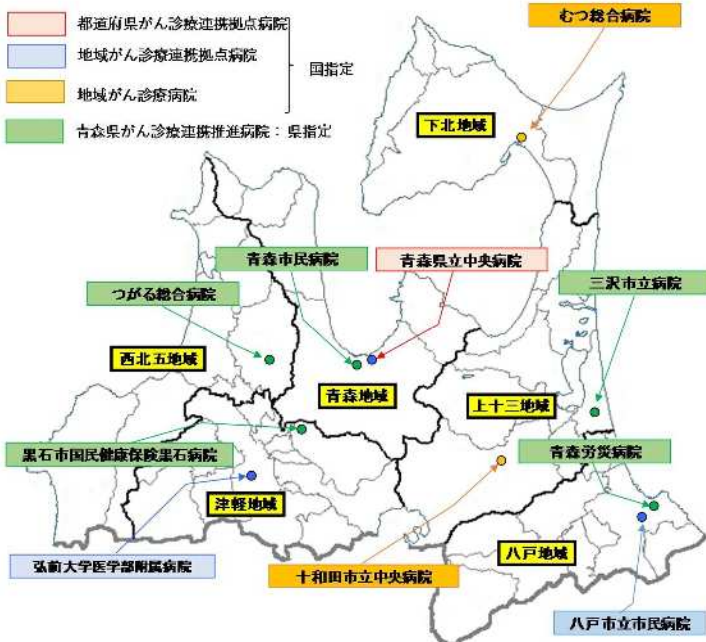 都道府県がん診療連携拠点病院
地域がん診療連携拠点病院
国指定
地域がん診療病院
青森県がん診療連携推進病院：県指定
むつ総合病院
下北地域
青森市民病院
青森県立中央病院
三沢市立病院
つがる総合病院
西北五地域
青森地域
上十三地域
黒石市国民健康保険黒石病院
青森労災病院
津軽地域
八戸地域
弘前大学医学部附属病院
十和田市立中央病院
八戸市立市民病院